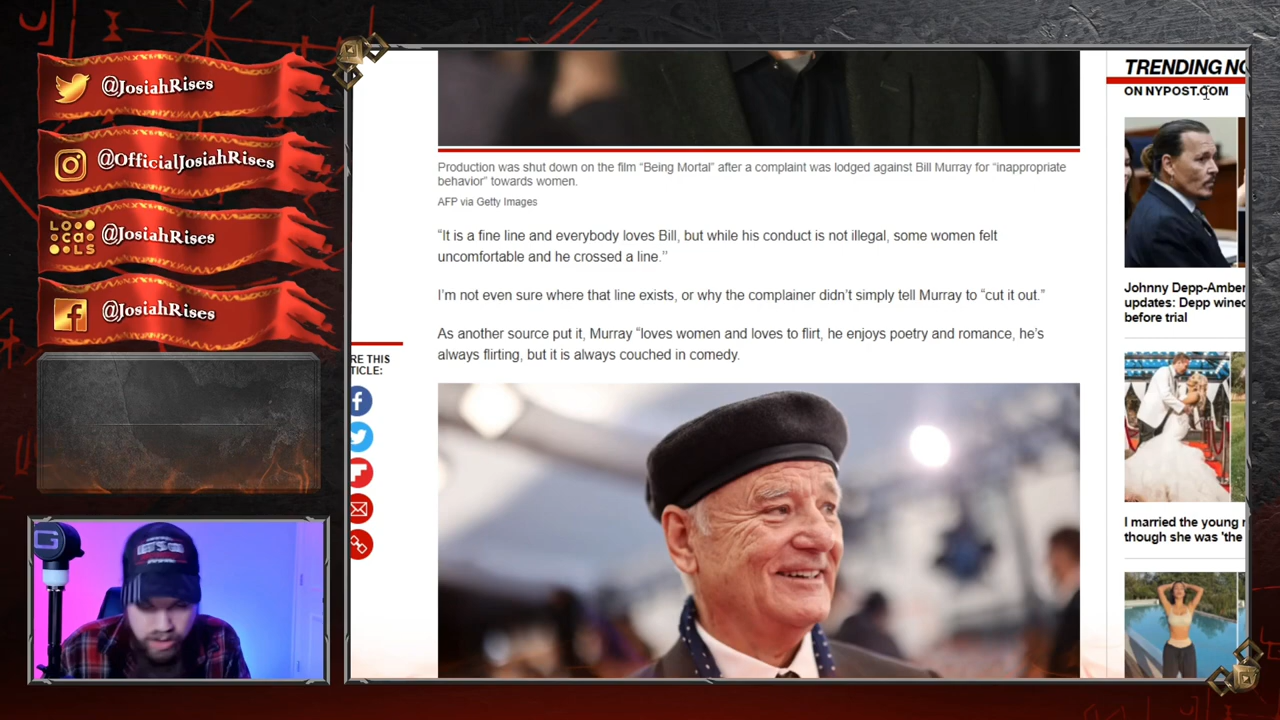 @JosiahRises
@OfficialJosiahRises
LO
CA
LS
@JosiahRises
@JosiahRises
G
RE THIS
TICLE:
Production was shut down on the film “Being Mortal” after a complaint was lodged against Bill Murray for “inappropriate
behavior” towards women.
AFP via Getty Images
“It is a fine line and everybody loves Bill, but while his conduct is not illegal, some women felt
uncomfortable and he crossed a line.’’
I’m not even sure where that line exists, or why the complainer didn’t simply tell Murray to “cut it out.”
As another source put it, Murray “loves women and loves to flirt, he enjoys poetry and romance, he’s
always flirting, but it is always couched in comedy.
TRENDING NO
ON NYPOST.COM
Johnny Depp-Amber
updates: Depp wined
before trial
I married the young
though she was 'the